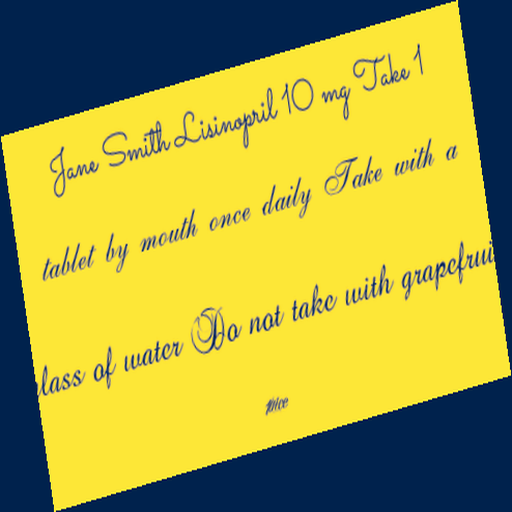 Jane Smith Lisinopril 10 mg Take 1
tablet by mouth once daily Take with a
lass of water Do not take with grapefrui
juice